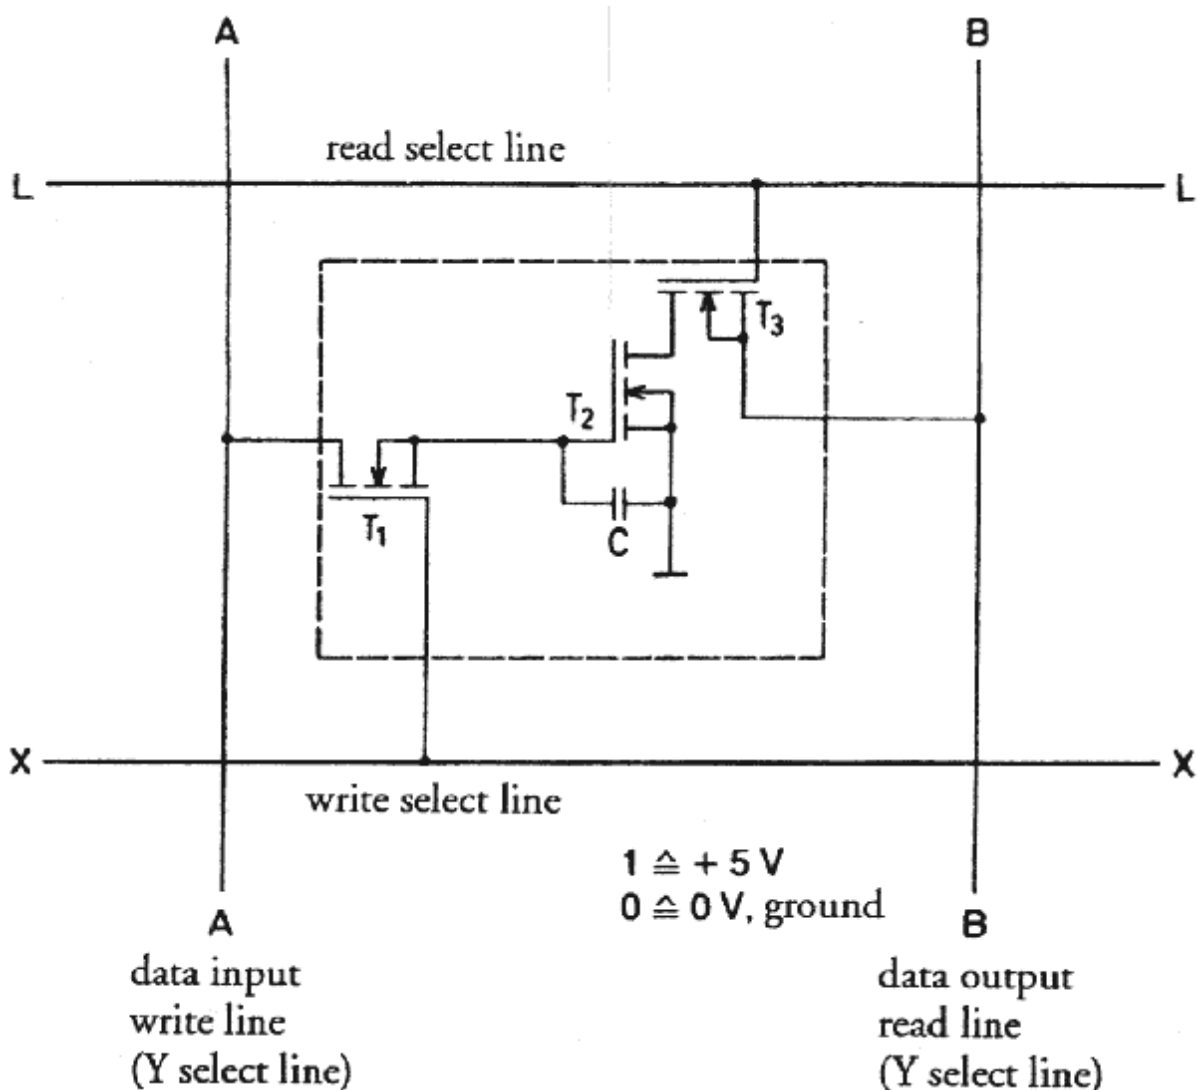 A B
read select line
L L
T₃
T₂
T₁
C
X X
write select line
1 ≙ + 5 V
0 ≙ 0 V, ground
A B
data input data output
write line read line
(Y select line) (Y select line)